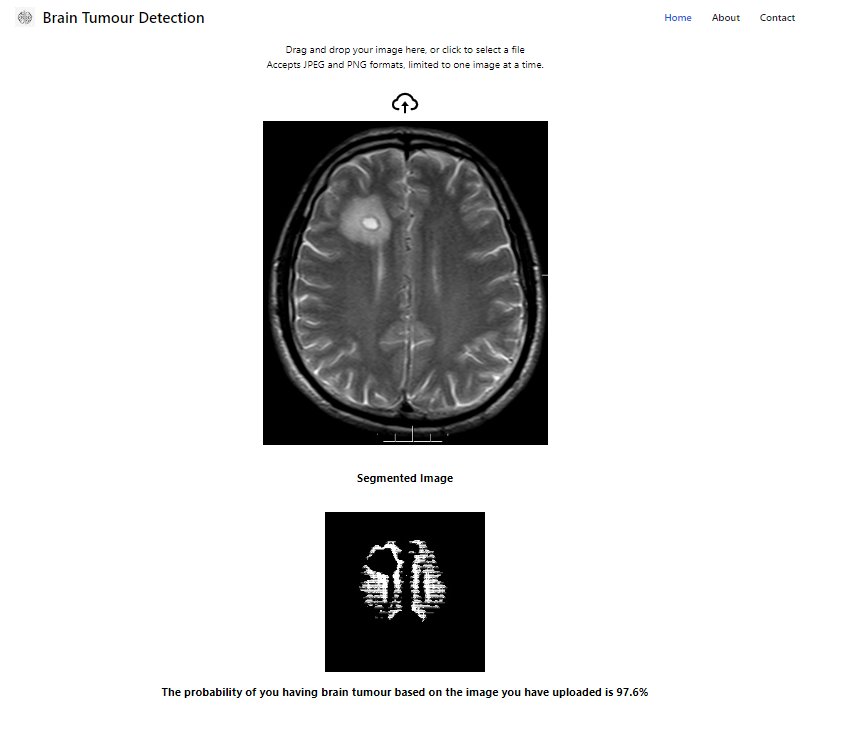 Brain Tumour Detection
Home About Contact
Drag and drop your image here, or click to select a file
Accepts JPEG and PNG formats, limited to one image at a time.
Segmented Image
The probability of you having brain tumour based on the image you have uploaded is 97.6%